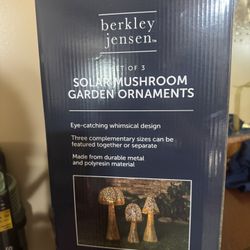 berkley
jensen™
SET OF 3
SOLAR MUSHROOM
GARDEN ORNAMENTS
Eye-catching whimsical design
Three complementary sizes can be
featured together or separate
Made from durable metal
and polyresin material